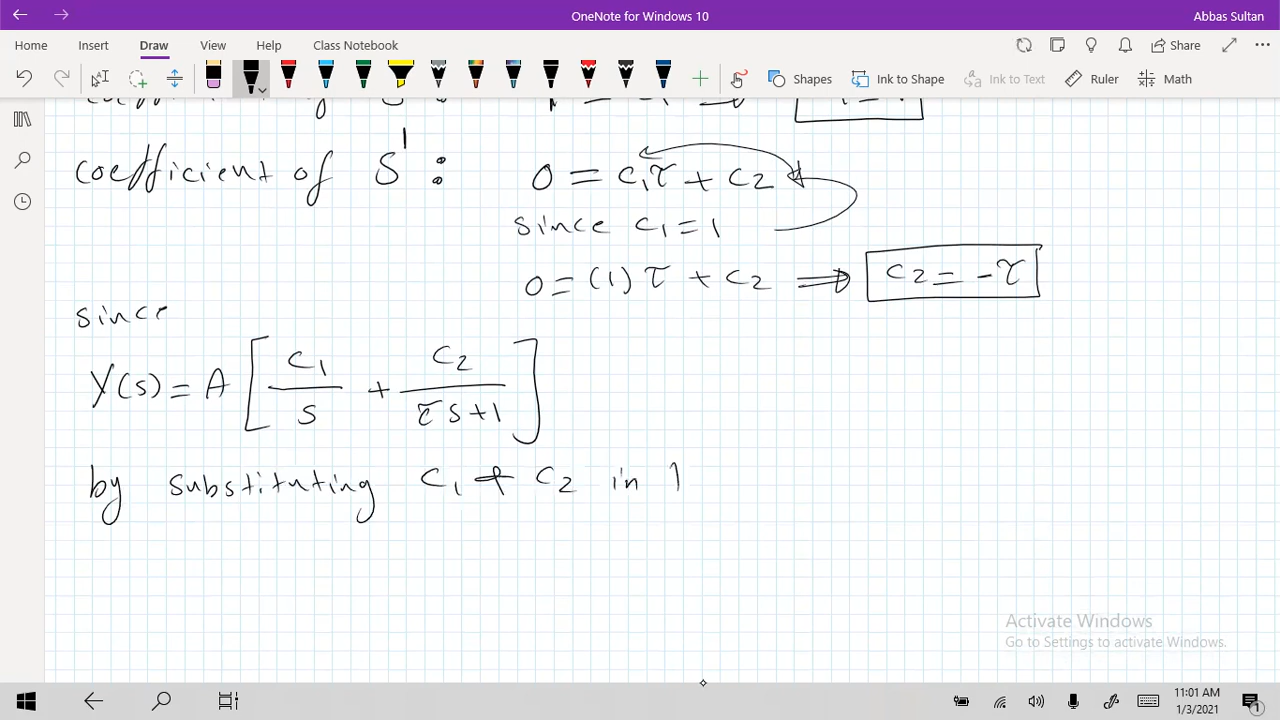 OneNote for Windows 10
Abbas Sultan
Home Insert Draw View Help Class Notebook Share
Shapes Ink to Shape Ink to Text Ruler Math
coefficient of S¹ : 0 = c₁τ + c₂
since c₁ = 1
0 = (1) τ + c₂ ⟹ c₂ = -τ
since
Y(s) = A [ c₁/s + c₂/(τs+1) ]
by substituting c₁ + c₂ in
Activate Windows
Go to Settings to activate Windows.
11:01 AM
1/3/2021